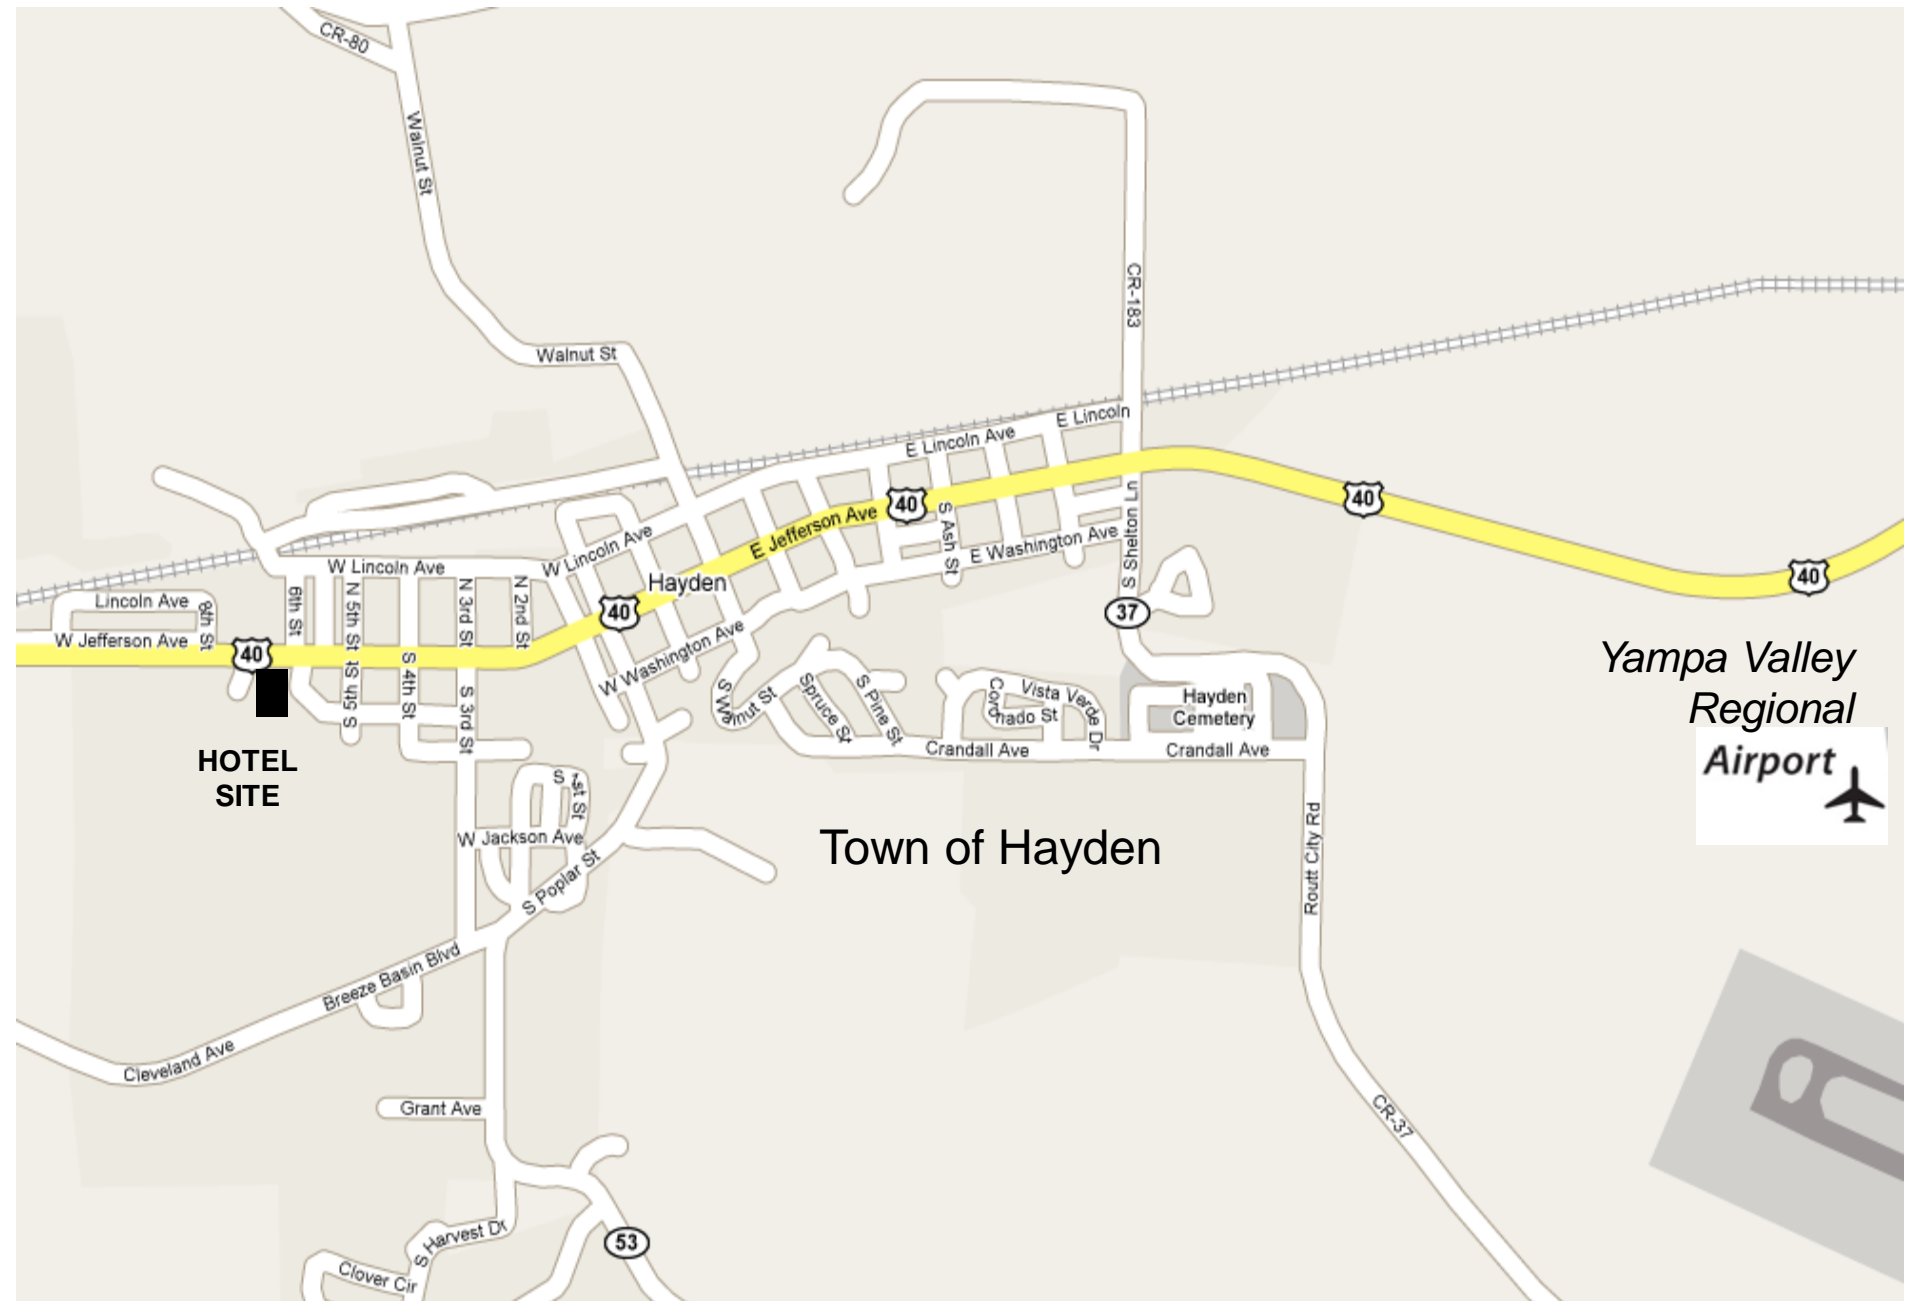 CR-80
Walnut St
CR-183
Walnut St
E Lincoln
E Lincoln Ave
40
40
S Ash St
S Shelton Ln
E Jefferson Ave
W Lincoln Ave
E Washington Ave
W Lincoln Ave
Hayden
40
Lincoln Ave
8th St
6th St
N 5th St
N 3rd St
N 2nd St
40
37
W Jefferson Ave
40
W Washington Ave
Yampa Valley
Regional
Airport
S 5th St
S 4th St
S 3rd St
S Walnut St
Spruce St
S Pine St
Coronado St
Vista Verde Dr
Hayden
Cemetery
Crandall Ave
Crandall Ave
HOTEL
SITE
S 1st St
W Jackson Ave
Town of Hayden
S Poplar St
Routt City Rd
Breeze Basin Blvd
Cleveland Ave
Grant Ave
CR-37
S Harvest Dr
53
Clover Cir